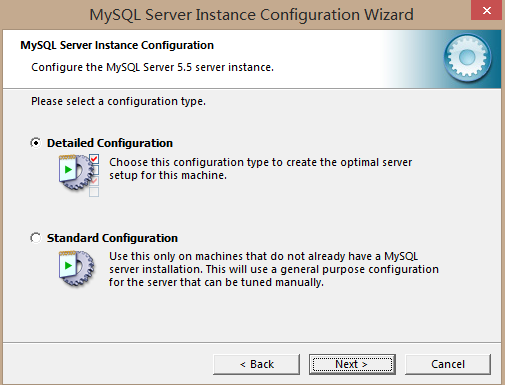 MySQL Server Instance Configuration Wizard
MySQL Server Instance Configuration
Configure the MySQL Server 5.5 server instance.
Please select a configuration type.
Detailed Configuration
Choose this configuration type to create the optimal server
setup for this machine.
Standard Configuration
Use this only on machines that do not already have a MySQL
server installation. This will use a general purpose configuration
for the server that can be tuned manually.
< Back
Next >
Cancel